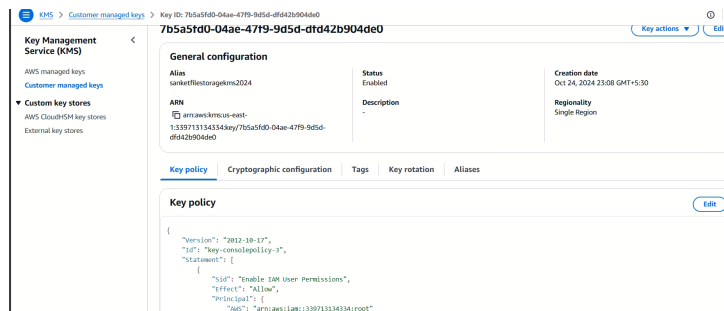 KMS > Customer managed keys > Key ID: 7b5a5fd0-04ae-47f9-9d5d-dfd42b904de0
Key Management Service (KMS)
AWS managed keys
Customer managed keys
Custom key stores
AWS CloudHSM key stores
External key stores
7b5a5fd0-04ae-47f9-9d5d-dfd42b904de0
Key actions
Edi
General configuration
Alias
sanketfilestoragekms2024
Status
Enabled
Creation date
Oct 24, 2024 23:08 GMT+5:30
ARN
arn:aws:kms:us-east-
1:339713134334:key/7b5a5fd0-04ae-47f9-9d5d-
dfd42b904de0
Description
-
Regionality
Single Region
Key policy
Cryptographic configuration
Tags
Key rotation
Aliases
Key policy
Edit
{
"Version": "2012-10-17",
"Id": "key-consolepolicy-3",
"Statement": [
{
"Sid": "Enable IAM User Permissions",
"Effect": "Allow",
"Principal": {
"AWS": "arn:aws:iam::339713134334:root"